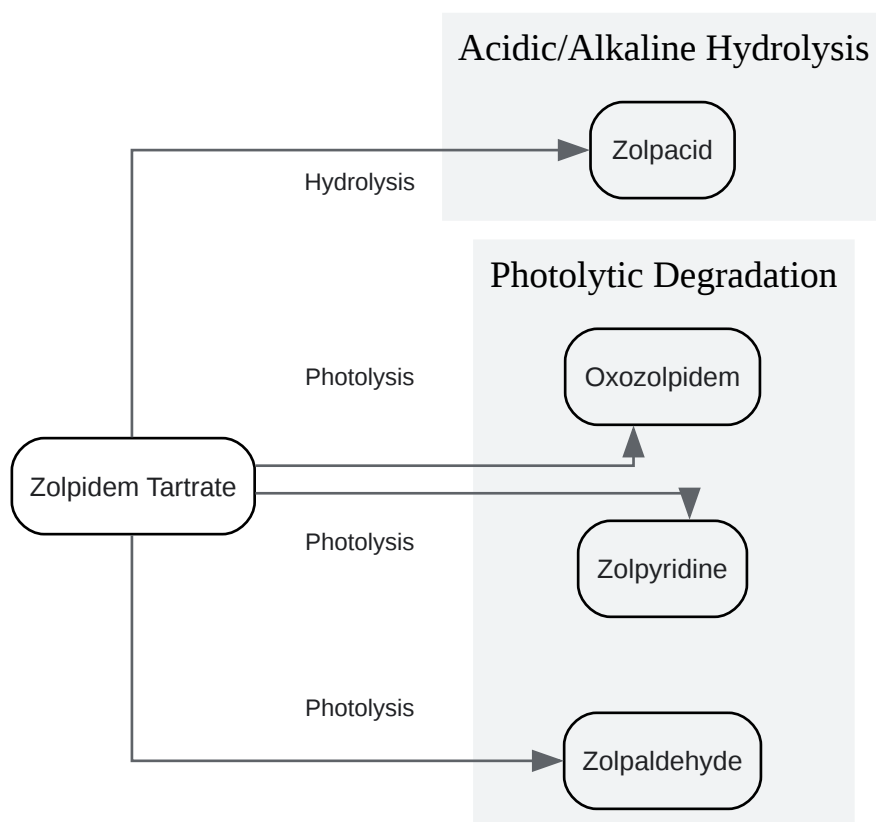 Acidic/Alkaline Hydrolysis
Zolpacid
Hydrolysis
Photolytic Degradation
Photolysis
Oxozolpidem
Zolpidem Tartrate
Photolysis
Zolpyridine
Photolysis
Zolpaldehyde